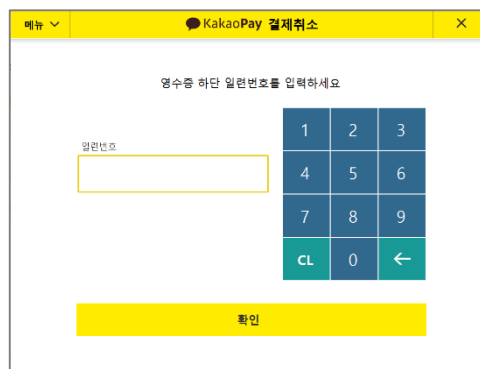 메뉴 KakaoPay 결제취소 ×
영수증 하단 일련번호를 입력하세요
일련번호
1 2 3
4 5 6
7 8 9
CL 0 ←
확인